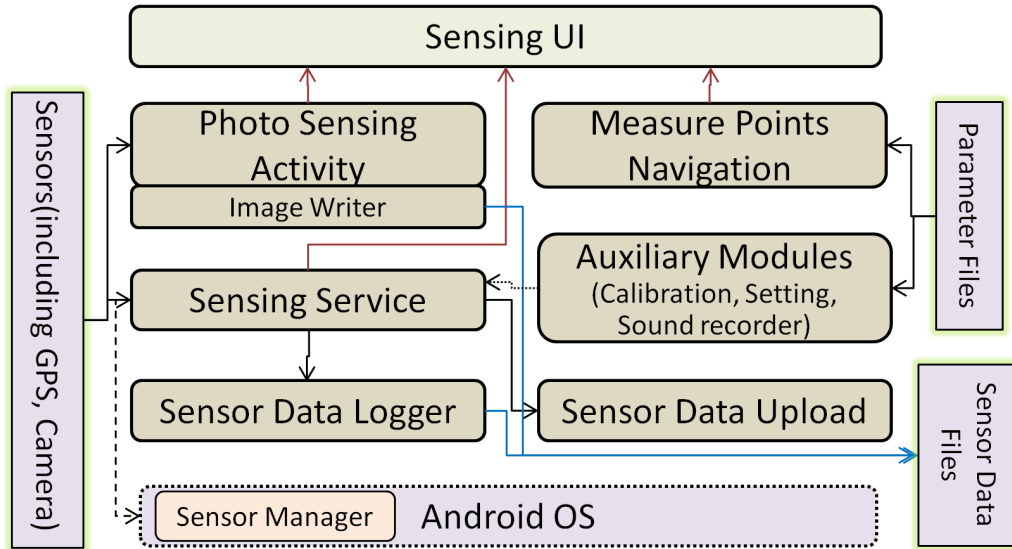 Sensing UI
Sensors(including GPS, Camera)
Photo Sensing
Activity
Image Writer
Measure Points
Navigation
Parameter Files
Auxiliary Modules
(Calibration, Setting,
Sound recorder)
Sensing Service
Sensor Data Logger
Sensor Data Upload
Sensor Data
Files
Sensor Manager
Android OS